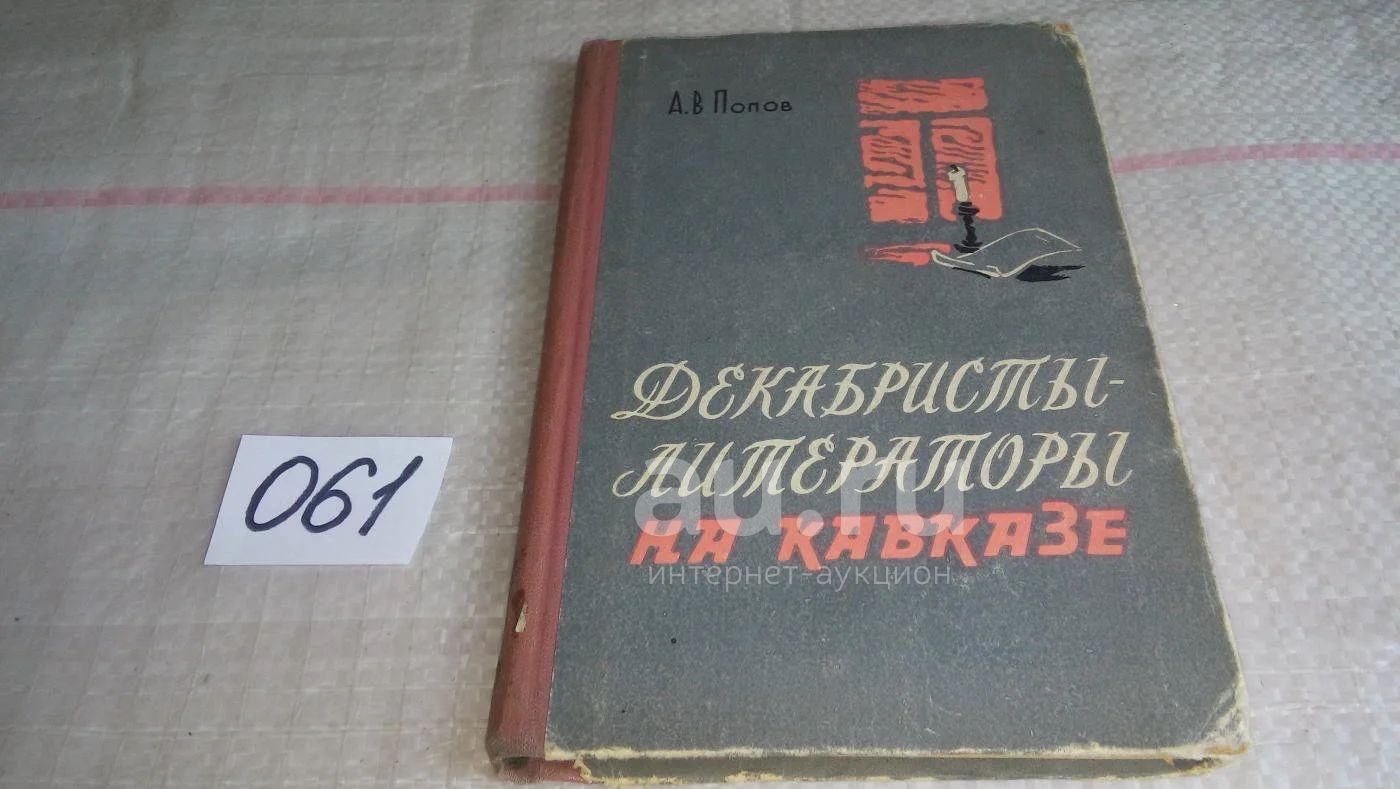 А.В Попов
ДЕКАБРИСТЫ-
ЛИТЕРАТОРЫ
НА КАВКАЗЕ
au.ru
интернет-аукцион
061